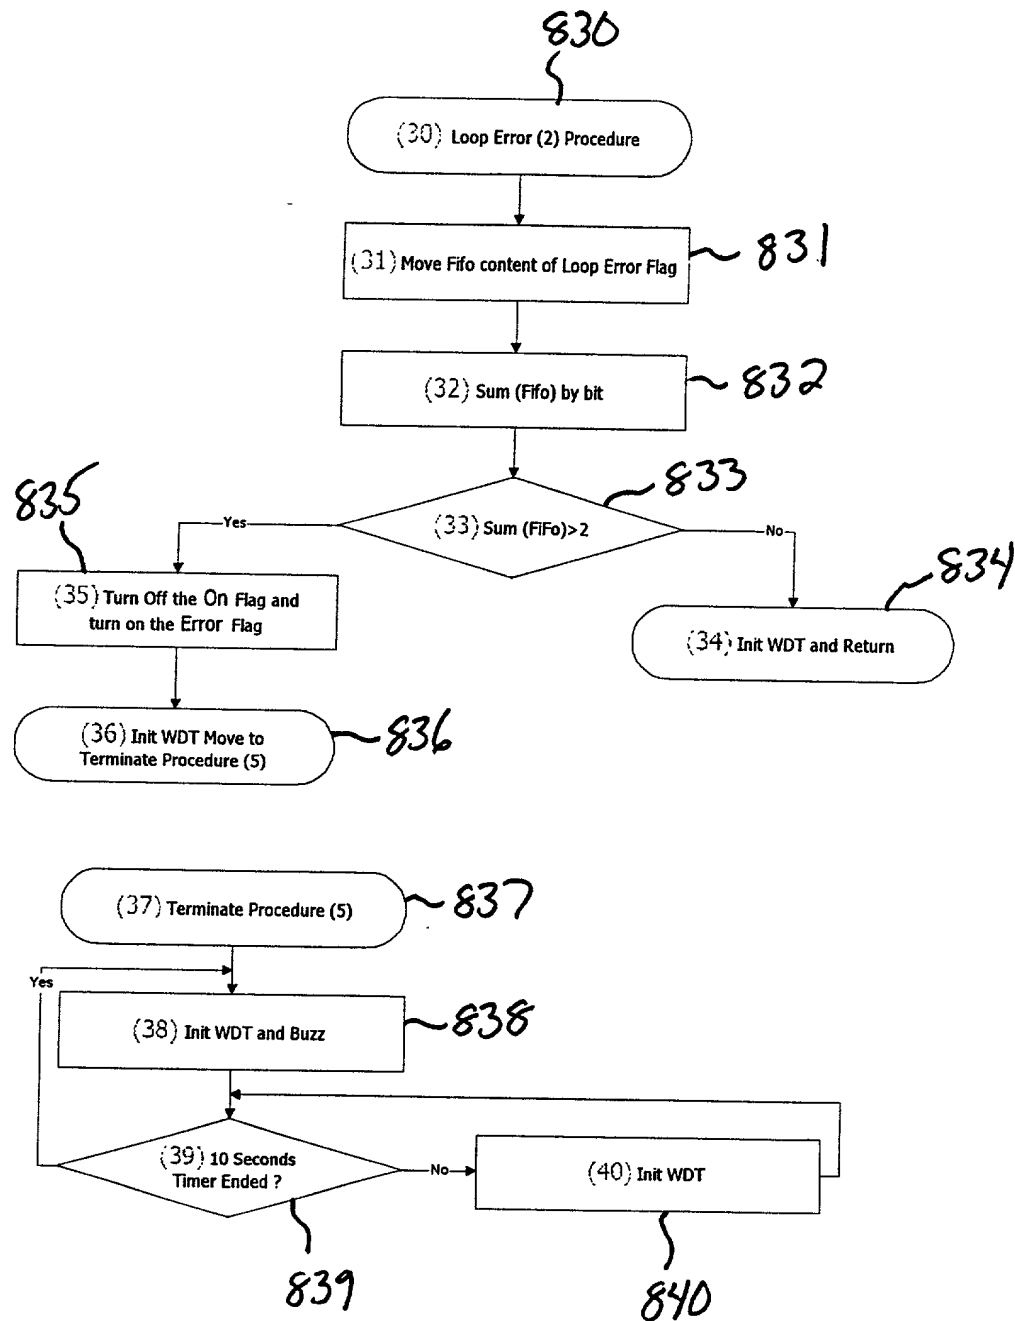 830
(30) Loop Error (2) Procedure
(31) Move Fifo content of Loop Error Flag
831
(32) Sum (Fifo) by bit
832
833
835
Yes
(33) Sum (FiFo)>2
No
834
(35) Turn Off the On Flag and
turn on the Error Flag
(34) Init WDT and Return
(36) Init WDT Move to
Terminate Procedure (5)
836
(37) Terminate Procedure (5)
837
Yes
(38) Init WDT and Buzz
838
(39) 10 Seconds
Timer Ended ?
No
(40) Init WDT
839
840